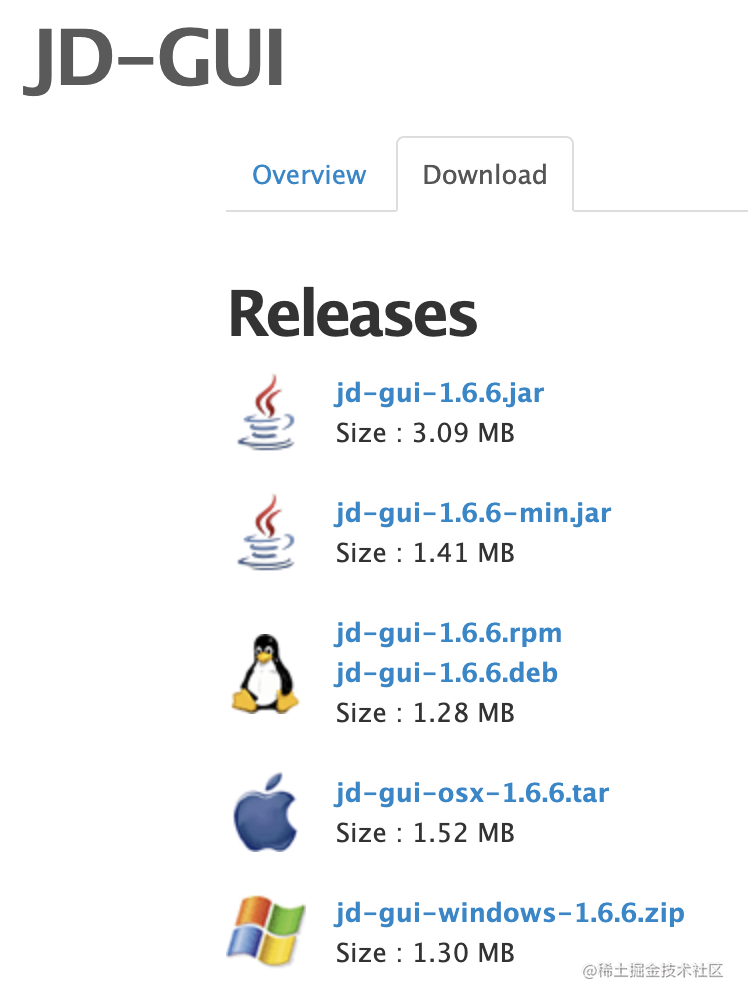 JD-GUI
Overview
Download
Releases
jd-gui-1.6.6.jar
Size : 3.09 MB
jd-gui-1.6.6-min.jar
Size : 1.41 MB
jd-gui-1.6.6.rpm
jd-gui-1.6.6.deb
Size : 1.28 MB
jd-gui-osx-1.6.6.tar
Size : 1.52 MB
jd-gui-windows-1.6.6.zip
Size : 1.30 MB
@稀土掘金技术社区